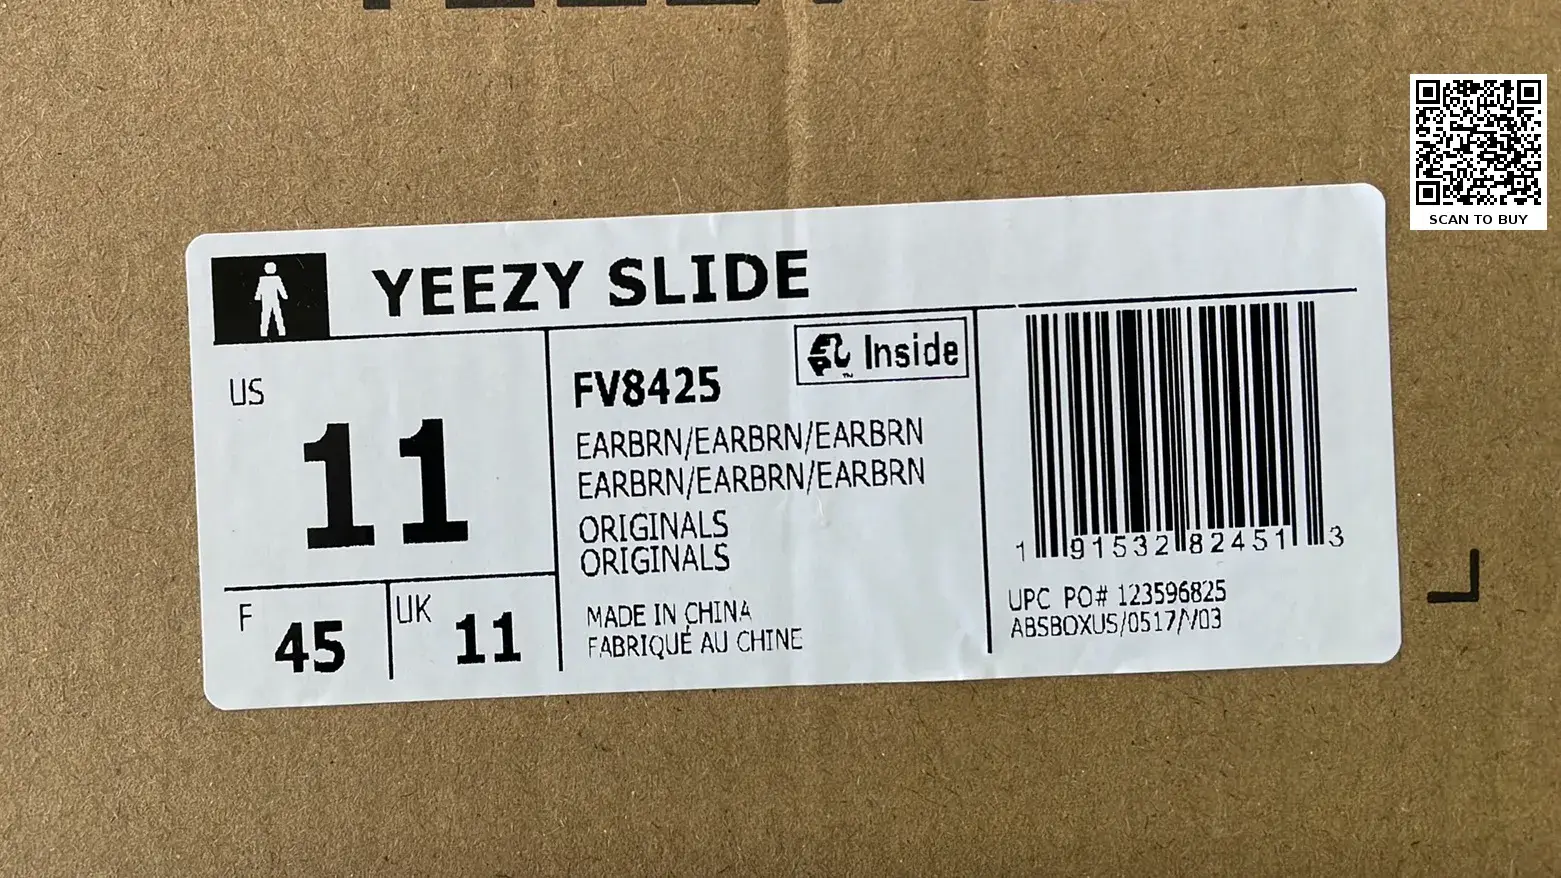 SCAN TO BUY
YEEZY SLIDE
US
11
F 45
UK 11
FV8425
Inside
EARBRN/EARBRN/EARBRN
EARBRN/EARBRN/EARBRN
ORIGINALS
ORIGINALS
MADE IN CHINA
FABRIQUÉ AU CHINE
1 91532 82451 3
UPC PO# 123596825
ABSBOXUS/0517/V03